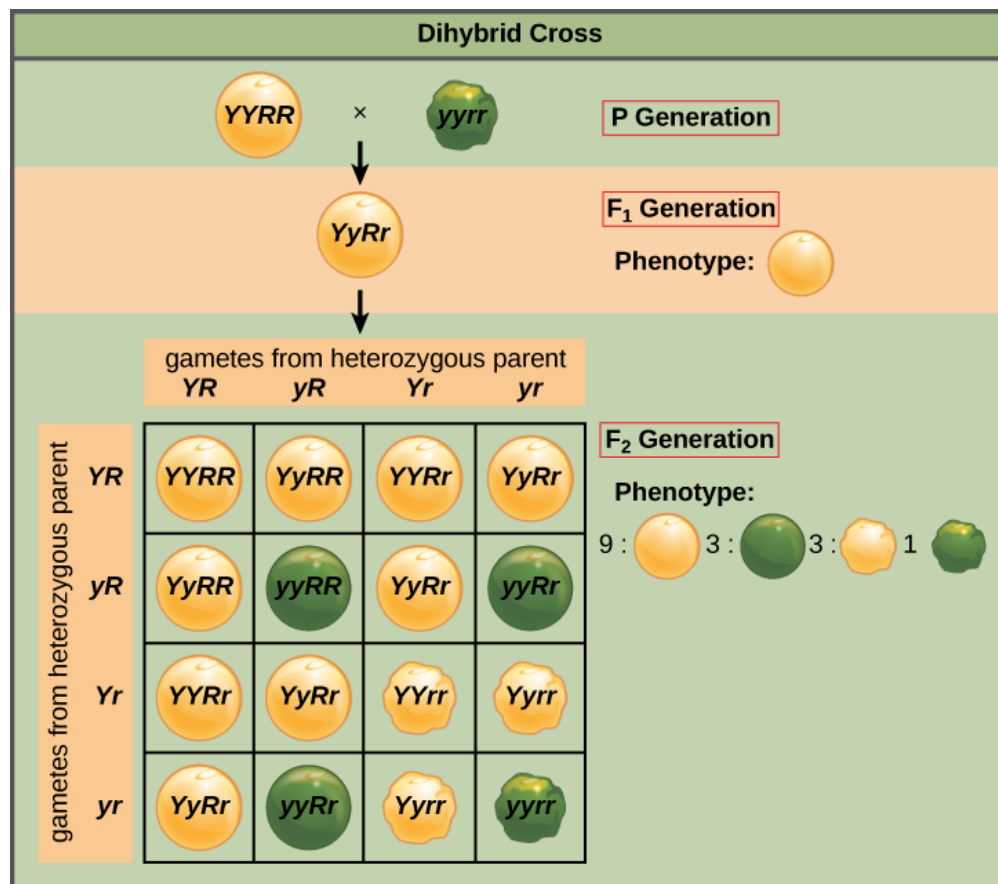 Dihybrid Cross
YYRR × yyrr
P Generation
YyRr
F₁ Generation
Phenotype:
gametes from heterozygous parent
YR yR Yr yr
gametes from heterozygous parent
YR YYRR YyRR YYRr YyRr
yR YyRR yyRR YyRr yyRr
Yr YYRr YyRr YYrr Yyrr
yr YyRr yyRr Yyrr yyrr
F₂ Generation
Phenotype:
9 : 3 : 3 : 1